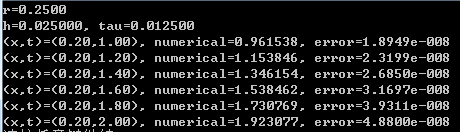 r=0.2500
h=0.025000, tau=0.012500
(x,t)=(0.20,1.00), numerical=0.961538, error=1.8949e-008
(x,t)=(0.20,1.20), numerical=1.153846, error=2.3199e-008
(x,t)=(0.20,1.40), numerical=1.346154, error=2.6850e-008
(x,t)=(0.20,1.60), numerical=1.538462, error=3.1697e-008
(x,t)=(0.20,1.80), numerical=1.730769, error=3.9311e-008
(x,t)=(0.20,2.00), numerical=1.923077, error=4.8800e-008